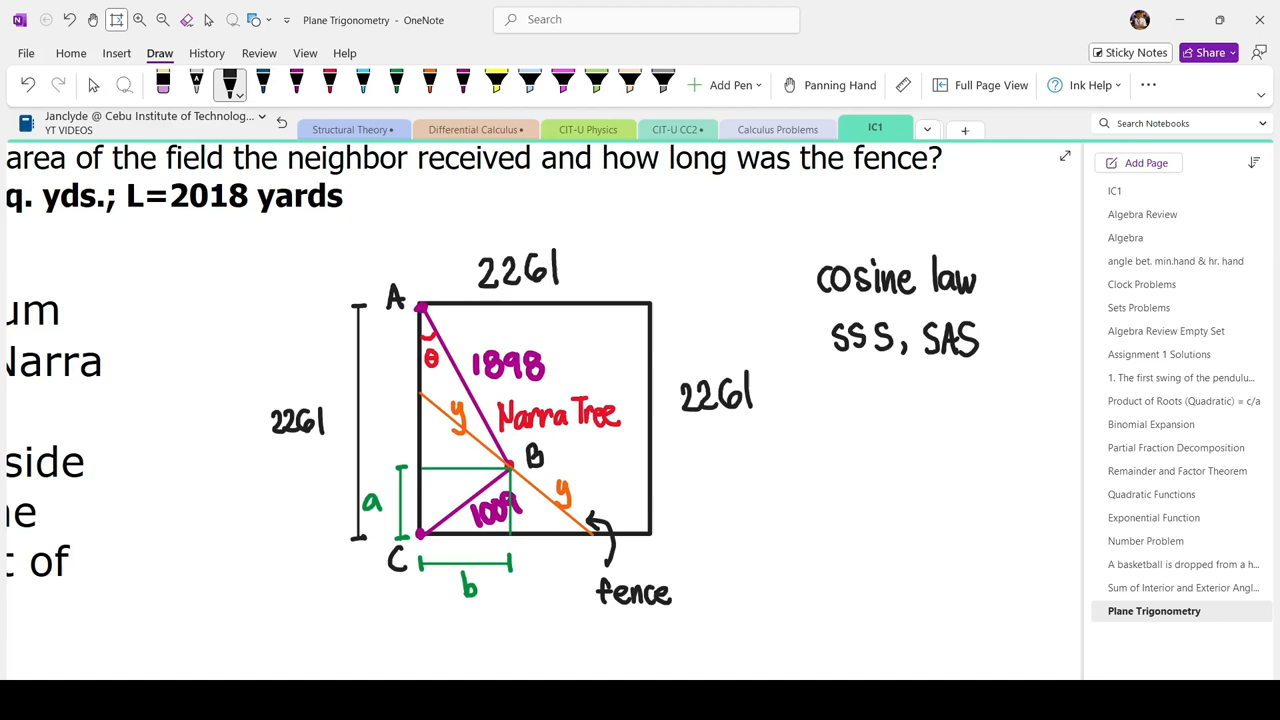 Plane Trigonometry - OneNote
Search
File Home Insert Draw History Review View Help
Sticky Notes
Share
Add Pen
Panning Hand
Full Page View
Ink Help
Janclyde @ Cebu Institute of Technolog...
YT VIDEOS
Structural Theory •
Differential Calculus •
CIT-U Physics
CIT-U CC2 •
Calculus Problems
IC1
Search Notebooks
Add Page
area of the field the neighbor received and how long was the fence?
q. yds.; L=2018 yards
um
Narra
side
ne
t of
2261
A
θ
1898
2261
2261
y
Narra Tree
B
a
1009
y
C
b
fence
cosine law
SSS, SAS
IC1
Algebra Review
Algebra
angle bet. min.hand & hr. hand
Clock Problems
Sets Problems
Algebra Review Empty Set
Assignment 1 Solutions
1. The first swing of the pendulu...
Product of Roots (Quadratic) = c/a
Binomial Expansion
Partial Fraction Decomposition
Remainder and Factor Theorem
Quadratic Functions
Exponential Function
Number Problem
A basketball is dropped from a h...
Sum of Interior and Exterior Angl...
Plane Trigonometry